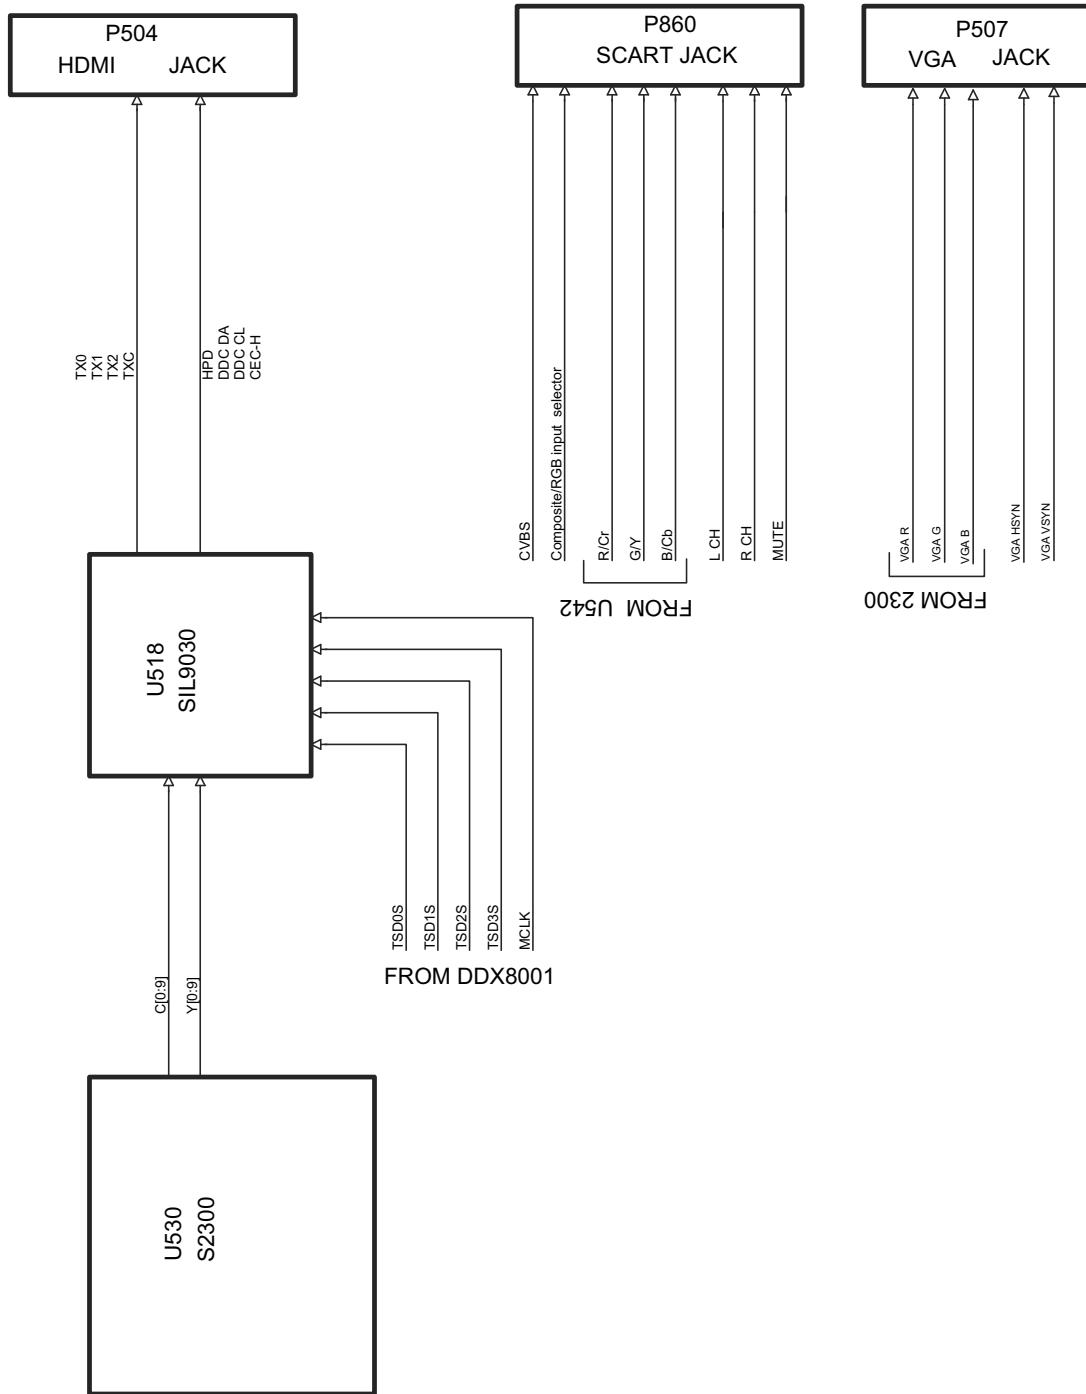 P504
HDMI JACK
P860
SCART JACK
P507
VGA JACK
TX0
TX1
TX2
TXC
HPD
DDC DA
DDC CL
CEC-H
CVBS
Composite/RGB input selector
R/Cr
G/Y
B/Cb
L CH
R CH
MUTE
FROM U542
VGA R
VGA G
VGA B
VGA HSYN
VGA VSYN
FROM 2300
U518
SIL9030
TSD0S
TSD1S
TSD2S
TSD3S
MCLK
FROM DDX8001
C[0:9]
Y[0:9]
U530
S2300